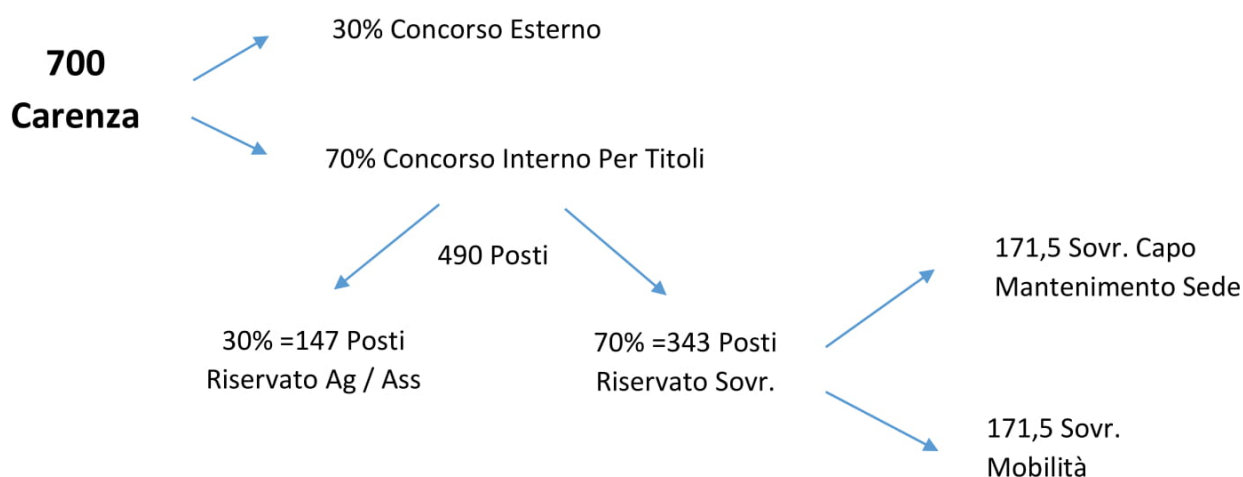 700
Carenza
30% Concorso Esterno
70% Concorso Interno Per Titoli
490 Posti
30% =147 Posti
Riservato Ag / Ass
70% =343 Posti
Riservato Sovr.
171,5 Sovr. Capo
Mantenimento Sede
171,5 Sovr.
Mobilità